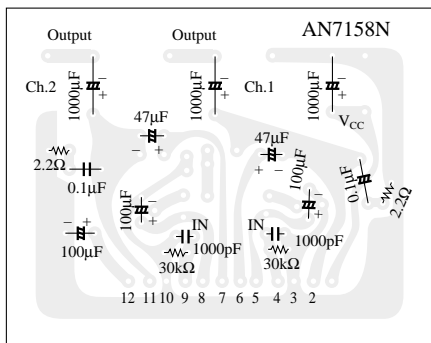 Output Output AN7158N
Ch.2 1000µF − + 1000µF − + Ch.1 1000µF − +
VCC
47µF − + 47µF + −
2.2Ω 0.1µF 100µF 0.1µF 2.2Ω
100µF − + 100µF − +
IN 1000pF IN 1000pF
100µF − + 30kΩ 30kΩ
12 11 10 9 8 7 6 5 4 3 2